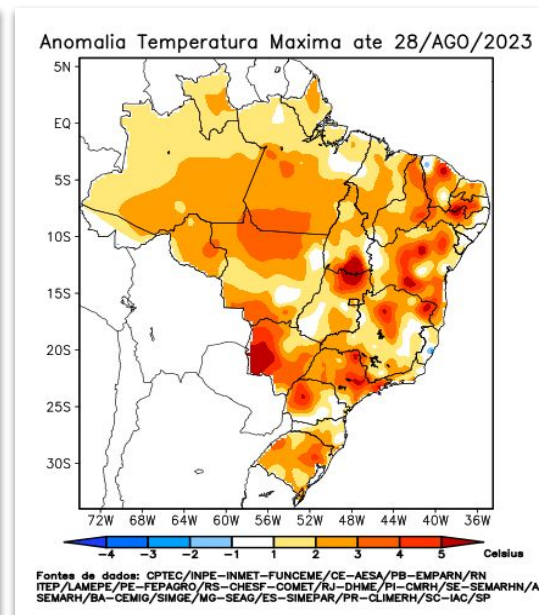 Anomalia Temperatura Maxima ate 28/AGO/2023
5N
EQ
5S
10S
15S
20S
25S
30S
72W 68W 64W 60W 56W 52W 48W 44W 40W 36W
-4 -3 -2 -1 1 2 3 4 5 Celsius
Fontes de dados: CPTEC/INPE-INMET-FUNCEME/CE-AESA/PB-EMPARN/RN
ITEP/LAMEPE/PE-FEPAGRO/RS-CHESF-COMET/RJ-DHME/PI-CMRH/SE-SEMARHN/A
SEMARH/BA-CEMIG/SIMGE/MG-SEAG/ES-SIMEPAR/PR-CLIMERH/SC-IAC/SP